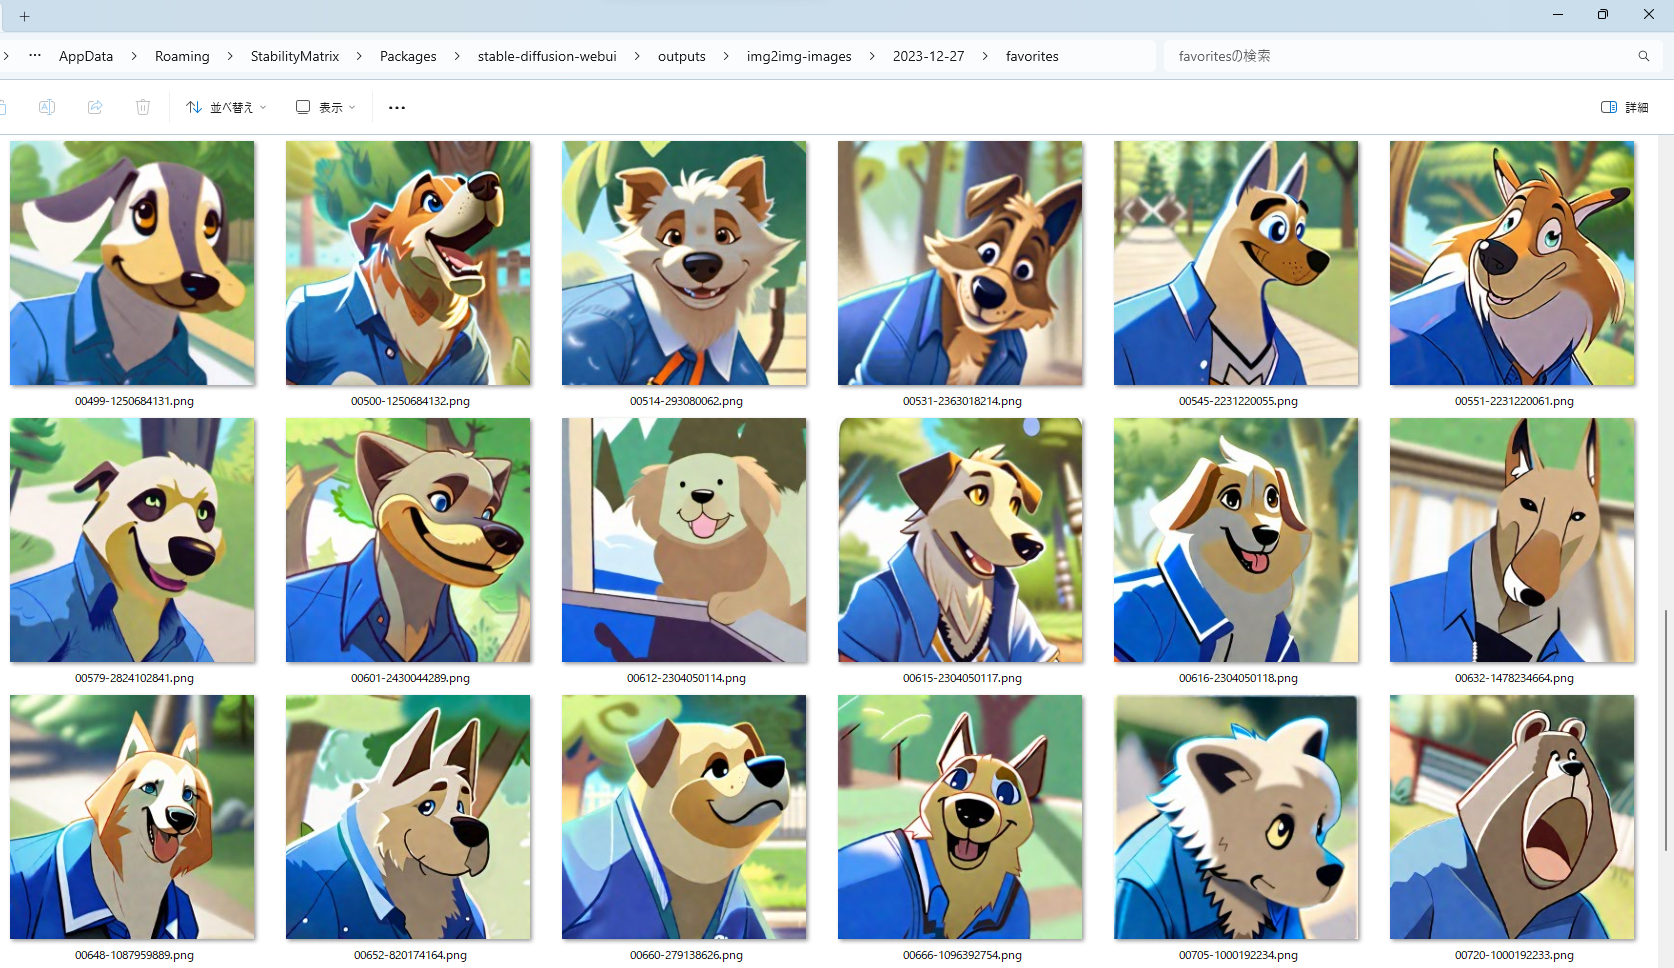 AppData
Roaming
StabilityMatrix
Packages
stable-diffusion-webui
outputs
img2img-images
2023-12-27
favorites
favoritesの検索
並べ替え
表示
詳細
00499-1250684131.png
00500-1250684132.png
00514-293080062.png
00531-2363018214.png
00545-2231220055.png
00551-2231220061.png
00579-2824102841.png
00601-2430044289.png
00612-2304050114.png
00615-2304050117.png
00616-2304050118.png
00632-1478234664.png
00648-1087959889.png
00652-820174164.png
00660-279138626.png
00666-1096392754.png
00705-1000192234.png
00720-1000192233.png